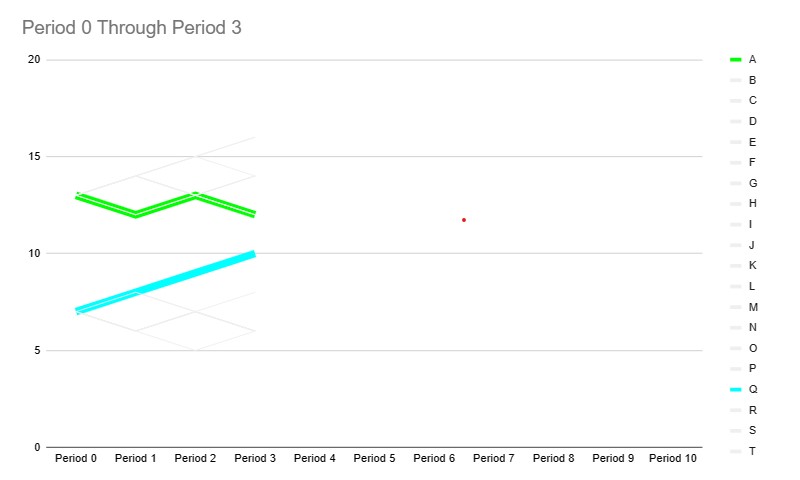 Period 0 Through Period 3
20
15
10
5
0
Period 0 Period 1 Period 2 Period 3 Period 4 Period 5 Period 6 Period 7 Period 8 Period 9 Period 10
A
B
C
D
E
F
G
H
I
J
K
L
M
N
O
P
Q
R
S
T